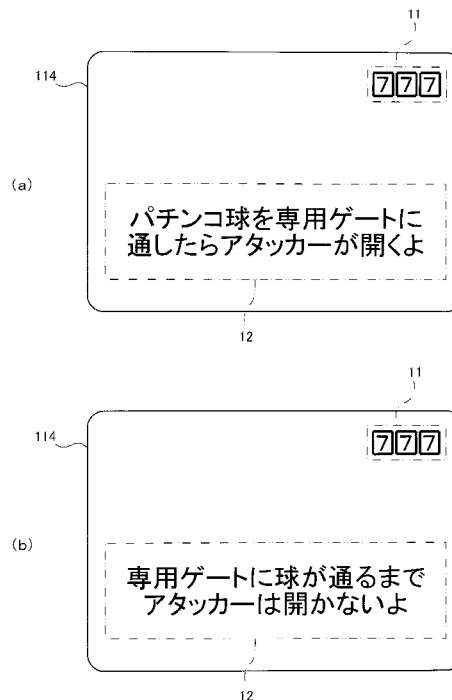 11
114
777
(a)
パチンコ球を専用ゲートに
通したらアタッカーが開くよ
12
11
114
777
(b)
専用ゲートに球が通るまで
アタッカーは開かないよ
12